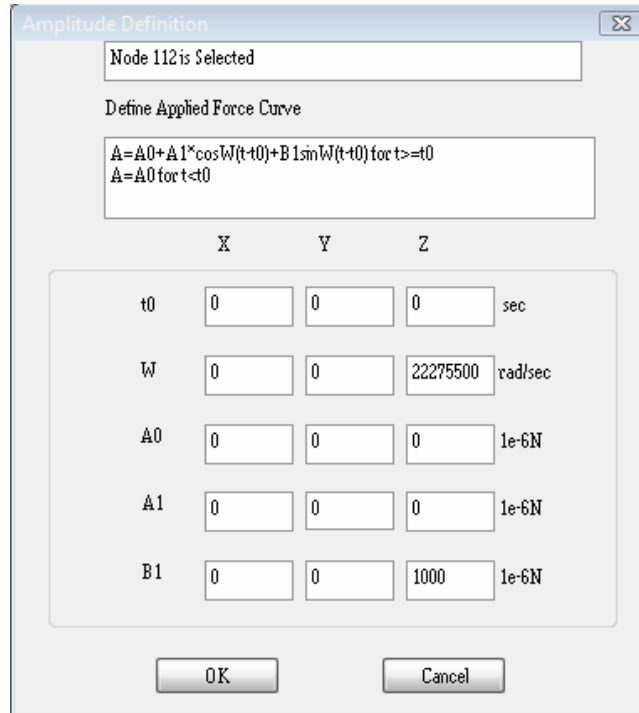 Amplitude Definition
Node 112 is Selected
Define Applied Force Curve
A=A0+A1*cosW(t-t0)+B1sinW(t-t0) for t>=t0
A=A0 for t<t0
X Y Z
t0 0 0 0 sec
W 0 0 22275500 rad/sec
A0 0 0 0 1e-6N
A1 0 0 0 1e-6N
B1 0 0 1000 1e-6N
OK Cancel